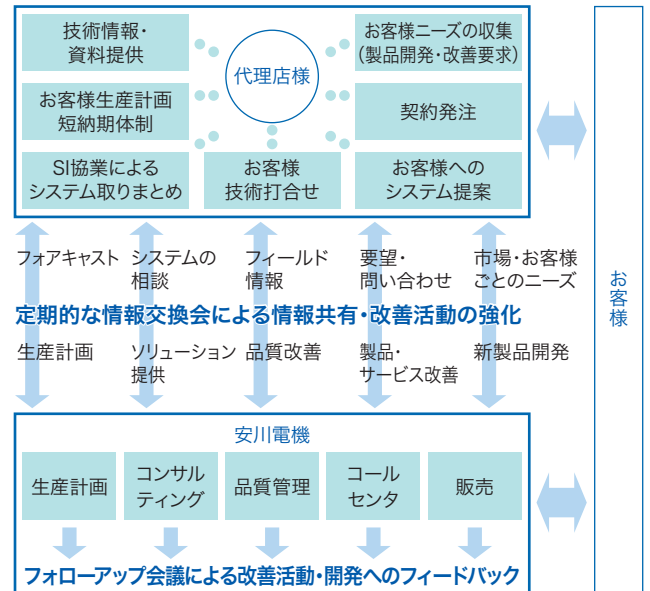 技術情報・
資料提供
代理店様
お客様ニーズの収集
（製品開発・改善要求）
お客様生産計画
短納期体制
契約発注
SI協業による
システム取りまとめ
お客様
技術打合せ
お客様への
システム提案
フォアキャスト
システムの
相談
フィールド
情報
要望・
問い合わせ
市場・お客様
ごとのニーズ
定期的な情報交換会による情報共有・改善活動の強化
生産計画
ソリューション
提供
品質改善
製品・
サービス改善
新製品開発
お客様
安川電機
生産計画
コンサル
ティング
品質管理
コール
センタ
販売
フォローアップ会議による改善活動・開発へのフィードバック